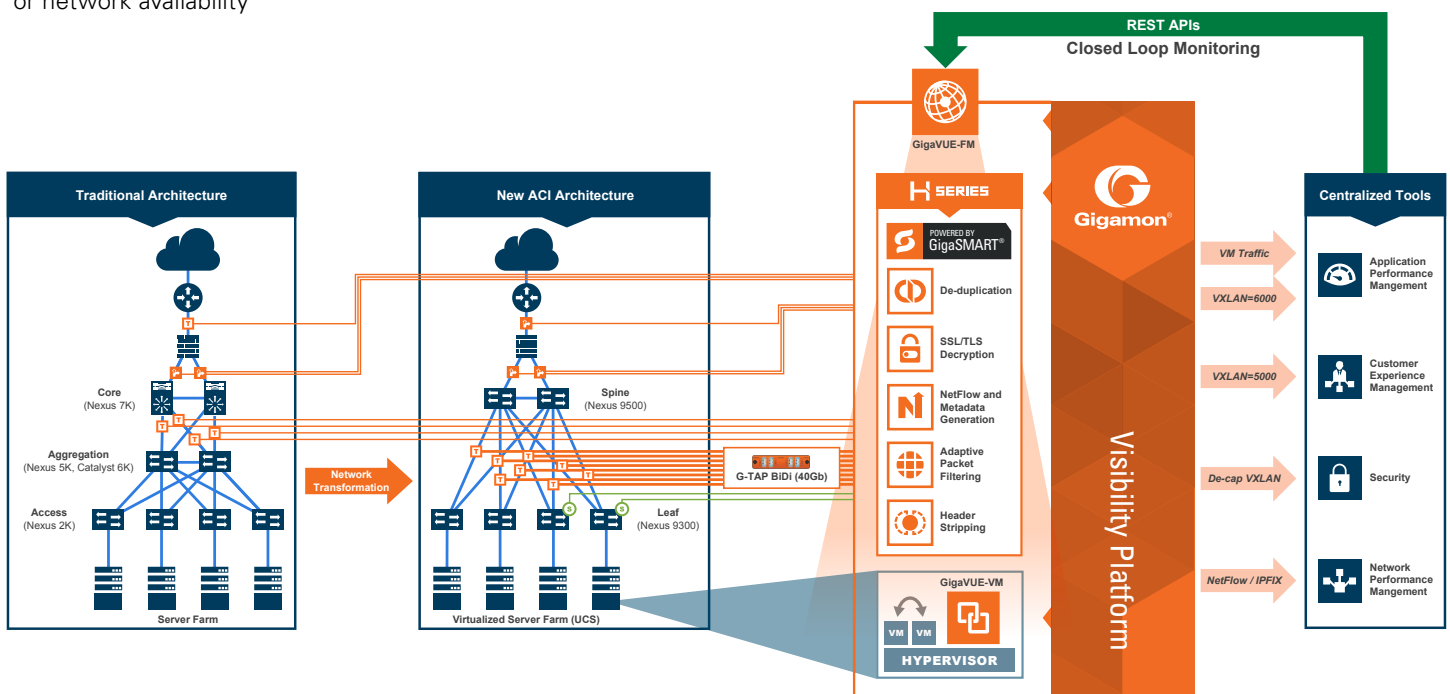 or network availability
REST APIs
Closed Loop Monitoring
GigaVUE-FM
Traditional Architecture
Core
(Nexus 7K)
Aggregation
(Nexus 5K, Catalyst 6K)
Access
(Nexus 2K)
Server Farm
T
T
T
T
T
Network
Transformation
New ACI Architecture
Spine
(Nexus 9500)
T
T
T
T
T
T
T
T
G-TAP BiDi (40Gb)
S
S
Leaf
(Nexus 9300)
Virtualized Server Farm (UCS)
H SERIES
POWERED BY
GigaSMART®
De-duplication
SSL/TLS
Decryption
NetFlow and
Metadata
Generation
Adaptive
Packet
Filtering
Header
Stripping
GigaVUE-VM
VM VM
HYPERVISOR
Gigamon®
Visibility Platform
VM Traffic
VXLAN=6000
VXLAN=5000
De-cap VXLAN
NetFlow / IPFIX
Centralized Tools
Application
Performance
Mangement
Customer
Experience
Management
Security
Network
Performance
Mangement